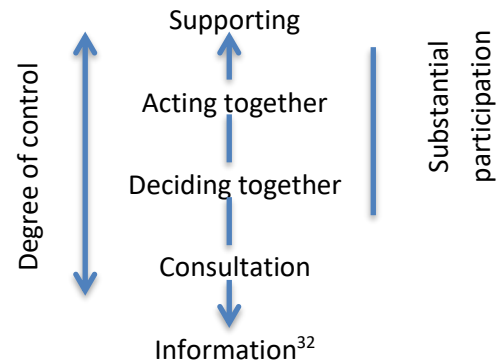 Supporting
Acting together
Deciding together
Consultation
Information³²
Degree of control
Substantial
participation